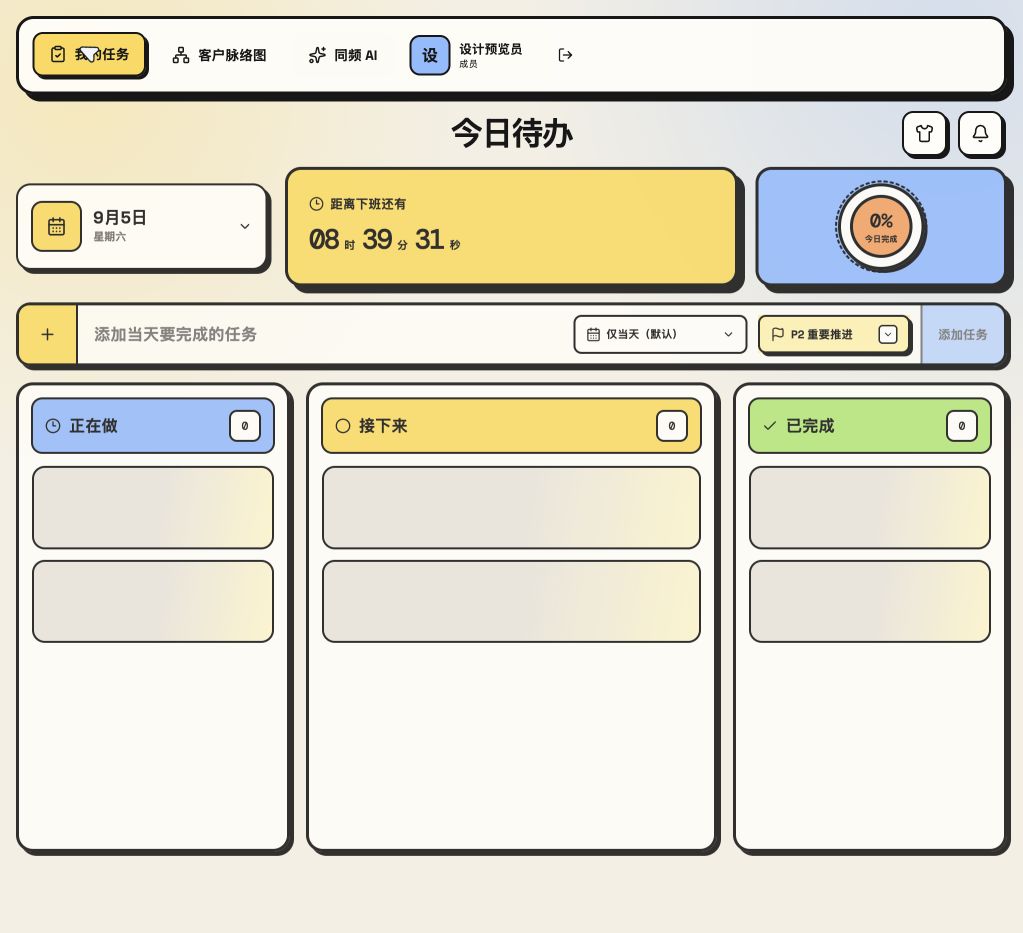 我的任务
客户脉络图
同频 AI
设
设计预览员
成员
今日待办
9月5日
星期六
距离下班还有
08 时 39 分 31 秒
0%
今日完成
添加当天要完成的任务
仅当天（默认）
P2 重要推进
添加任务
正在做
0
接下来
0
已完成
0